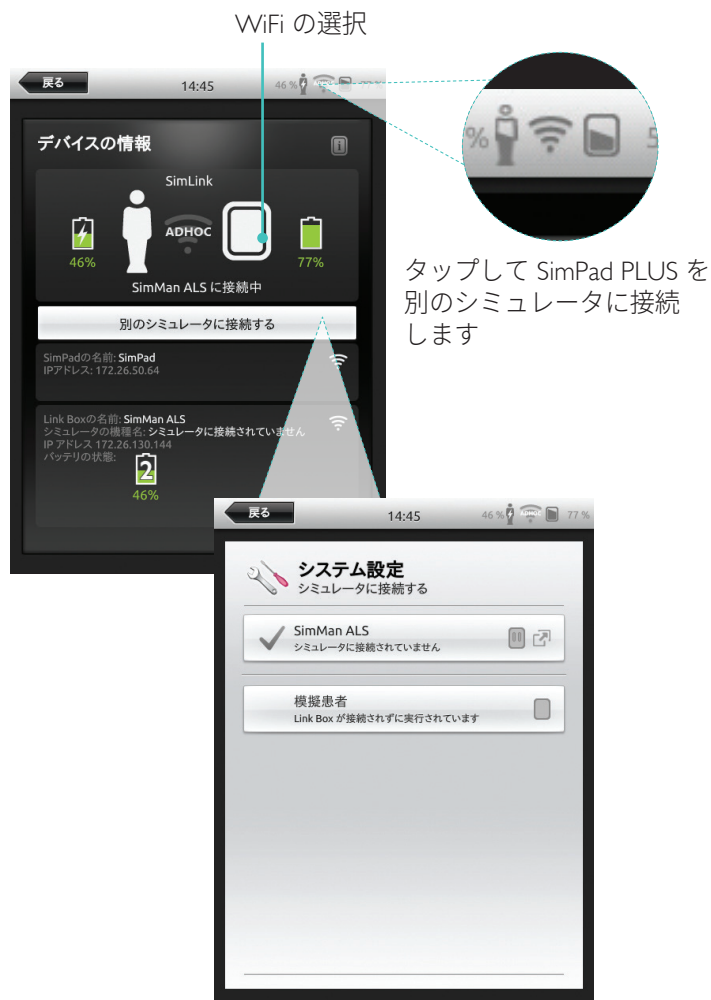 WiFi の選択
戻る
14:45
46 %
ADHOC
77 %
デバイスの情報
SimLink
ADHOC
46%
77%
SimMan ALS に接続中
別のシミュレータに接続する
SimPadの名前: SimPad
IPアドレス: 172.26.50.64
Link Boxの名前: SimMan ALS
シミュレータの機種名: シミュレータに接続されていません
IP アドレス 172.26.130.144
バッテリの状態:
2
46%
%
5
タップして SimPad PLUS を
別のシミュレータに接続
します
戻る
14:45
46 %
ADHOC
77 %
システム設定
シミュレータに接続する
SimMan ALS
シミュレータに接続されていません
模擬患者
Link Box が接続されずに実行されています